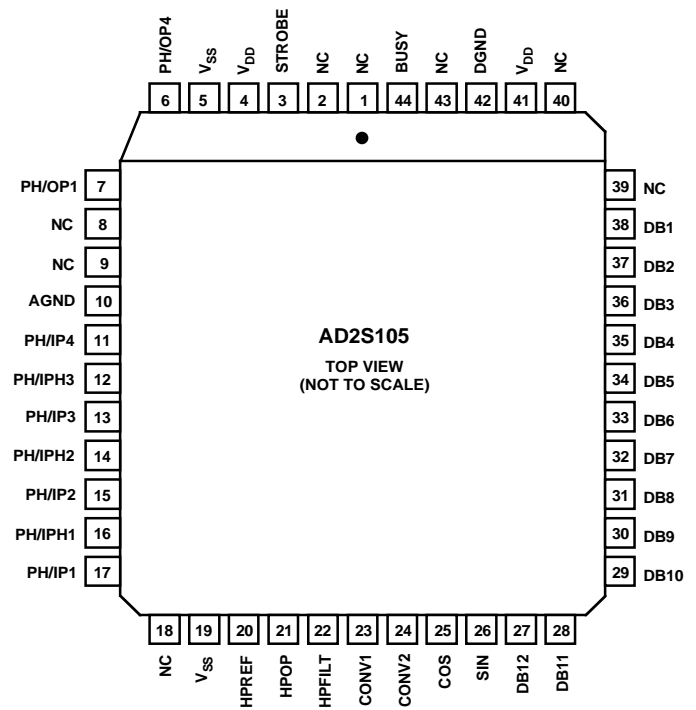 PH/OP4
VSS
VDD
STROBE
NC
NC
BUSY
NC
DGND
VDD
NC
6
5
4
3
2
1
44
43
42
41
40
PH/OP1 7
NC 8
NC 9
AGND 10
PH/IP4 11
PH/IPH3 12
PH/IP3 13
PH/IPH2 14
PH/IP2 15
PH/IPH1 16
PH/IP1 17
AD2S105
TOP VIEW
(NOT TO SCALE)
39 NC
38 DB1
37 DB2
36 DB3
35 DB4
34 DB5
33 DB6
32 DB7
31 DB8
30 DB9
29 DB10
18
19
20
21
22
23
24
25
26
27
28
NC
VSS
HPREF
HPOP
HPFILT
CONV1
CONV2
COS
SIN
DB12
DB11